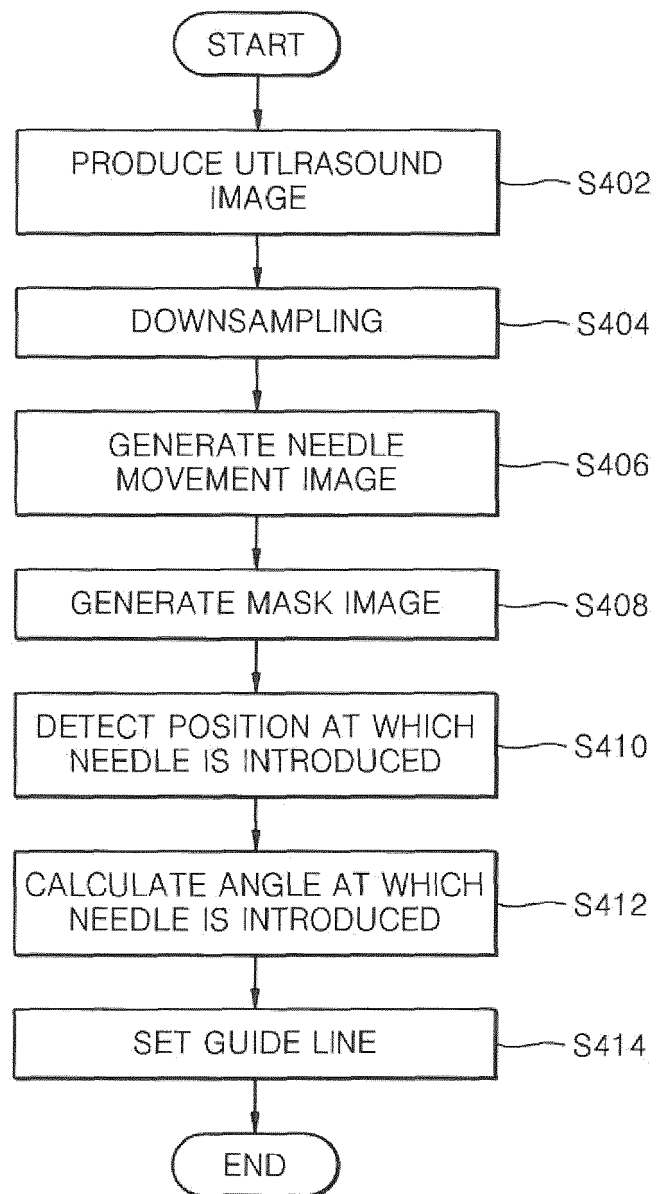 START
PRODUCE UTLRASOUND
IMAGE
S402
DOWNSAMPLING
S404
GENERATE NEEDLE
MOVEMENT IMAGE
S406
GENERATE MASK IMAGE
S408
DETECT POSITION AT WHICH
NEEDLE IS INTRODUCED
S410
CALCULATE ANGLE AT WHICH
NEEDLE IS INTRODUCED
S412
SET GUIDE LINE
S414
END